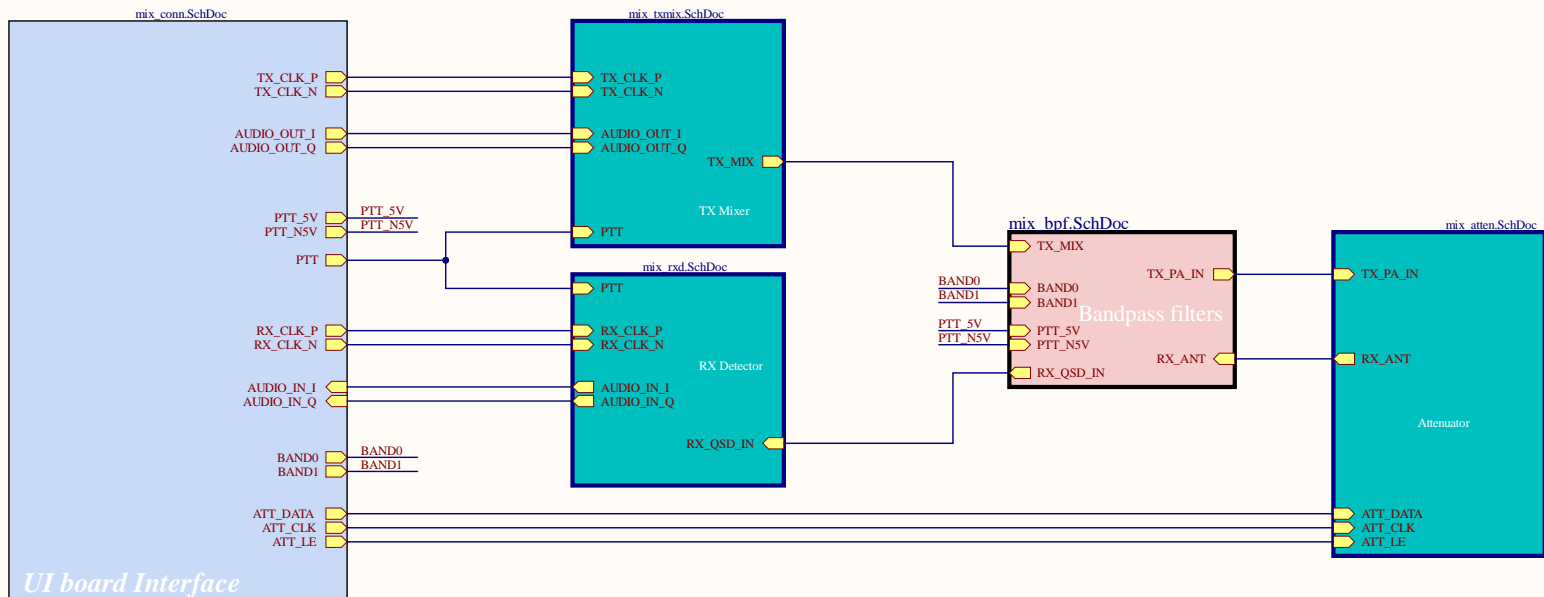 mix_conn.SchDoc
TX_CLK_P
TX_CLK_N
AUDIO_OUT_I
AUDIO_OUT_Q
PTT_5V
PTT_N5V
PTT
RX_CLK_P
RX_CLK_N
AUDIO_IN_I
AUDIO_IN_Q
BAND0
BAND1
ATT_DATA
ATT_CLK
ATT_LE
UI board Interface
PTT_5V
PTT_N5V
BAND0
BAND1
mix_txmix.SchDoc
TX_CLK_P
TX_CLK_N
AUDIO_OUT_I
AUDIO_OUT_Q
TX_MIX
TX Mixer
PTT
mix_rxd.SchDoc
PTT
RX_CLK_P
RX_CLK_N
RX Detector
AUDIO_IN_I
AUDIO_IN_Q
RX_QSD_IN
BAND0
BAND1
PTT_5V
PTT_N5V
mix_bpf.SchDoc
TX_MIX
TX_PA_IN
BAND0
BAND1
Bandpass filters
PTT_5V
PTT_N5V
RX_ANT
RX_QSD_IN
mix_atten.SchDoc
TX_PA_IN
RX_ANT
Attenuator
ATT_DATA
ATT_CLK
ATT_LE